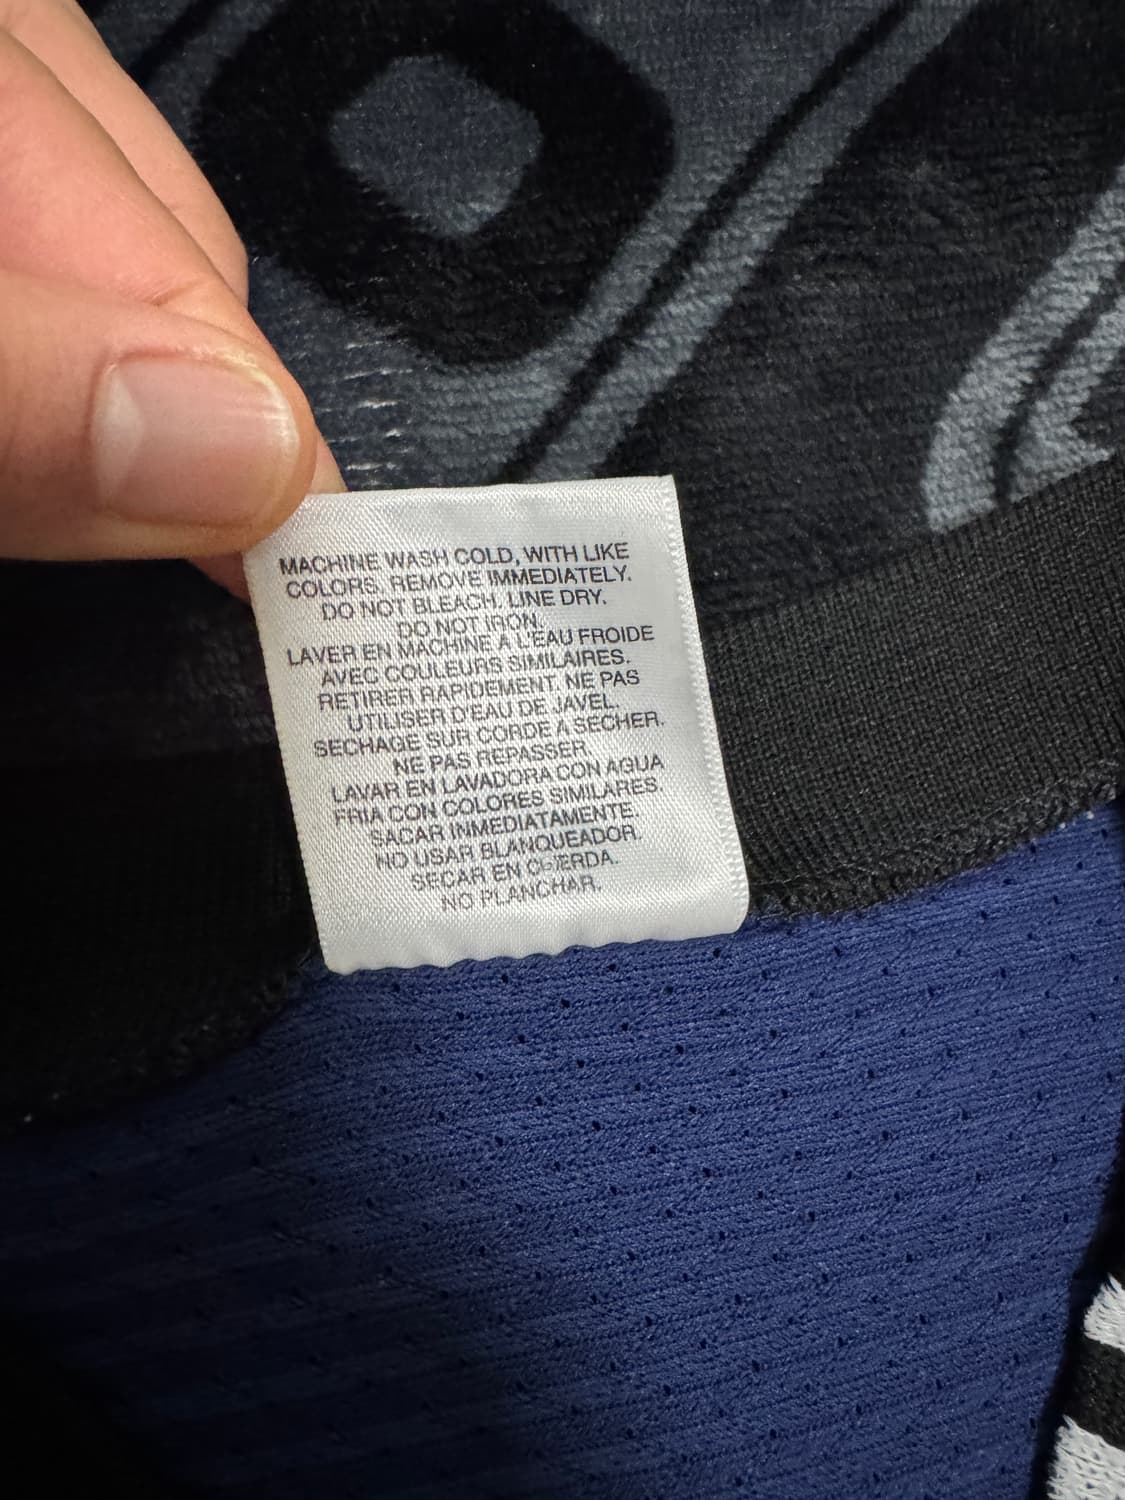 MACHINE WASH COLD, WITH LIKE
COLORS. REMOVE IMMEDIATELY.
DO NOT BLEACH. LINE DRY.
DO NOT IRON.
LAVER EN MACHINE À L'EAU FROIDE
AVEC COULEURS SIMILAIRES.
RETIRER RAPIDEMENT. NE PAS
UTILISER D'EAU DE JAVEL.
SECHAGE SUR CORDE A SECHER.
NE PAS REPASSER.
LAVAR EN LAVADORA CON AGUA
FRIA CON COLORES SIMILARES.
SACAR INMEDIATAMENTE.
NO USAR BLANQUEADOR.
SECAR EN CUERDA.
NO PLANCHAR.